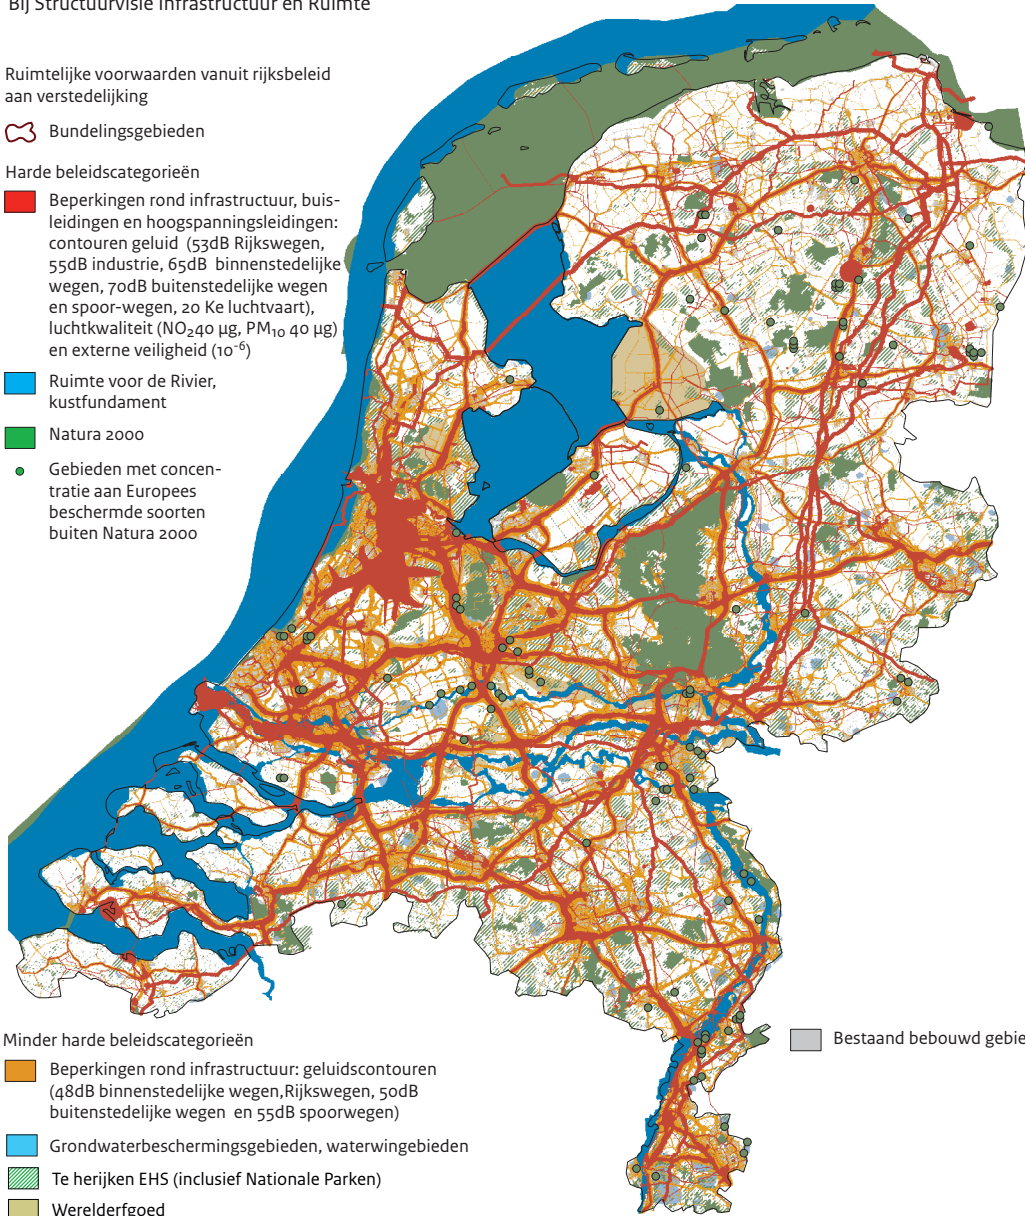 Bij Structuurvisie Infrastructuur en Ruimte
Ruimtelijke voorwaarden vanuit rijksbeleid
aan verstedelijking
Bundelingsgebieden
Harde beleidscategorieën
Beperkingen rond infrastructuur, buis-
leidingen en hoogspanningsleidingen:
contouren geluid (53dB Rijkswegen,
55dB industrie, 65dB binnenstedelijke
wegen, 70dB buitenstedelijke wegen
en spoor-wegen, 20 Ke luchtvaart),
luchtkwaliteit (NO₂40 µg, PM₁₀ 40 µg)
en externe veiligheid (10⁻⁶)
Ruimte voor de Rivier,
kustfundament
Natura 2000
Gebieden met concen-
tratie aan Europees
beschermde soorten
buiten Natura 2000
Minder harde beleidscategorieën
Beperkingen rond infrastructuur: geluidscontouren
(48dB binnenstedelijke wegen,Rijkswegen, 50dB
buitenstedelijke wegen en 55dB spoorwegen)
Grondwaterbeschermingsgebieden, waterwingebieden
Te herijken EHS (inclusief Nationale Parken)
Werelderfgoed
Bestaand bebouwd gebie